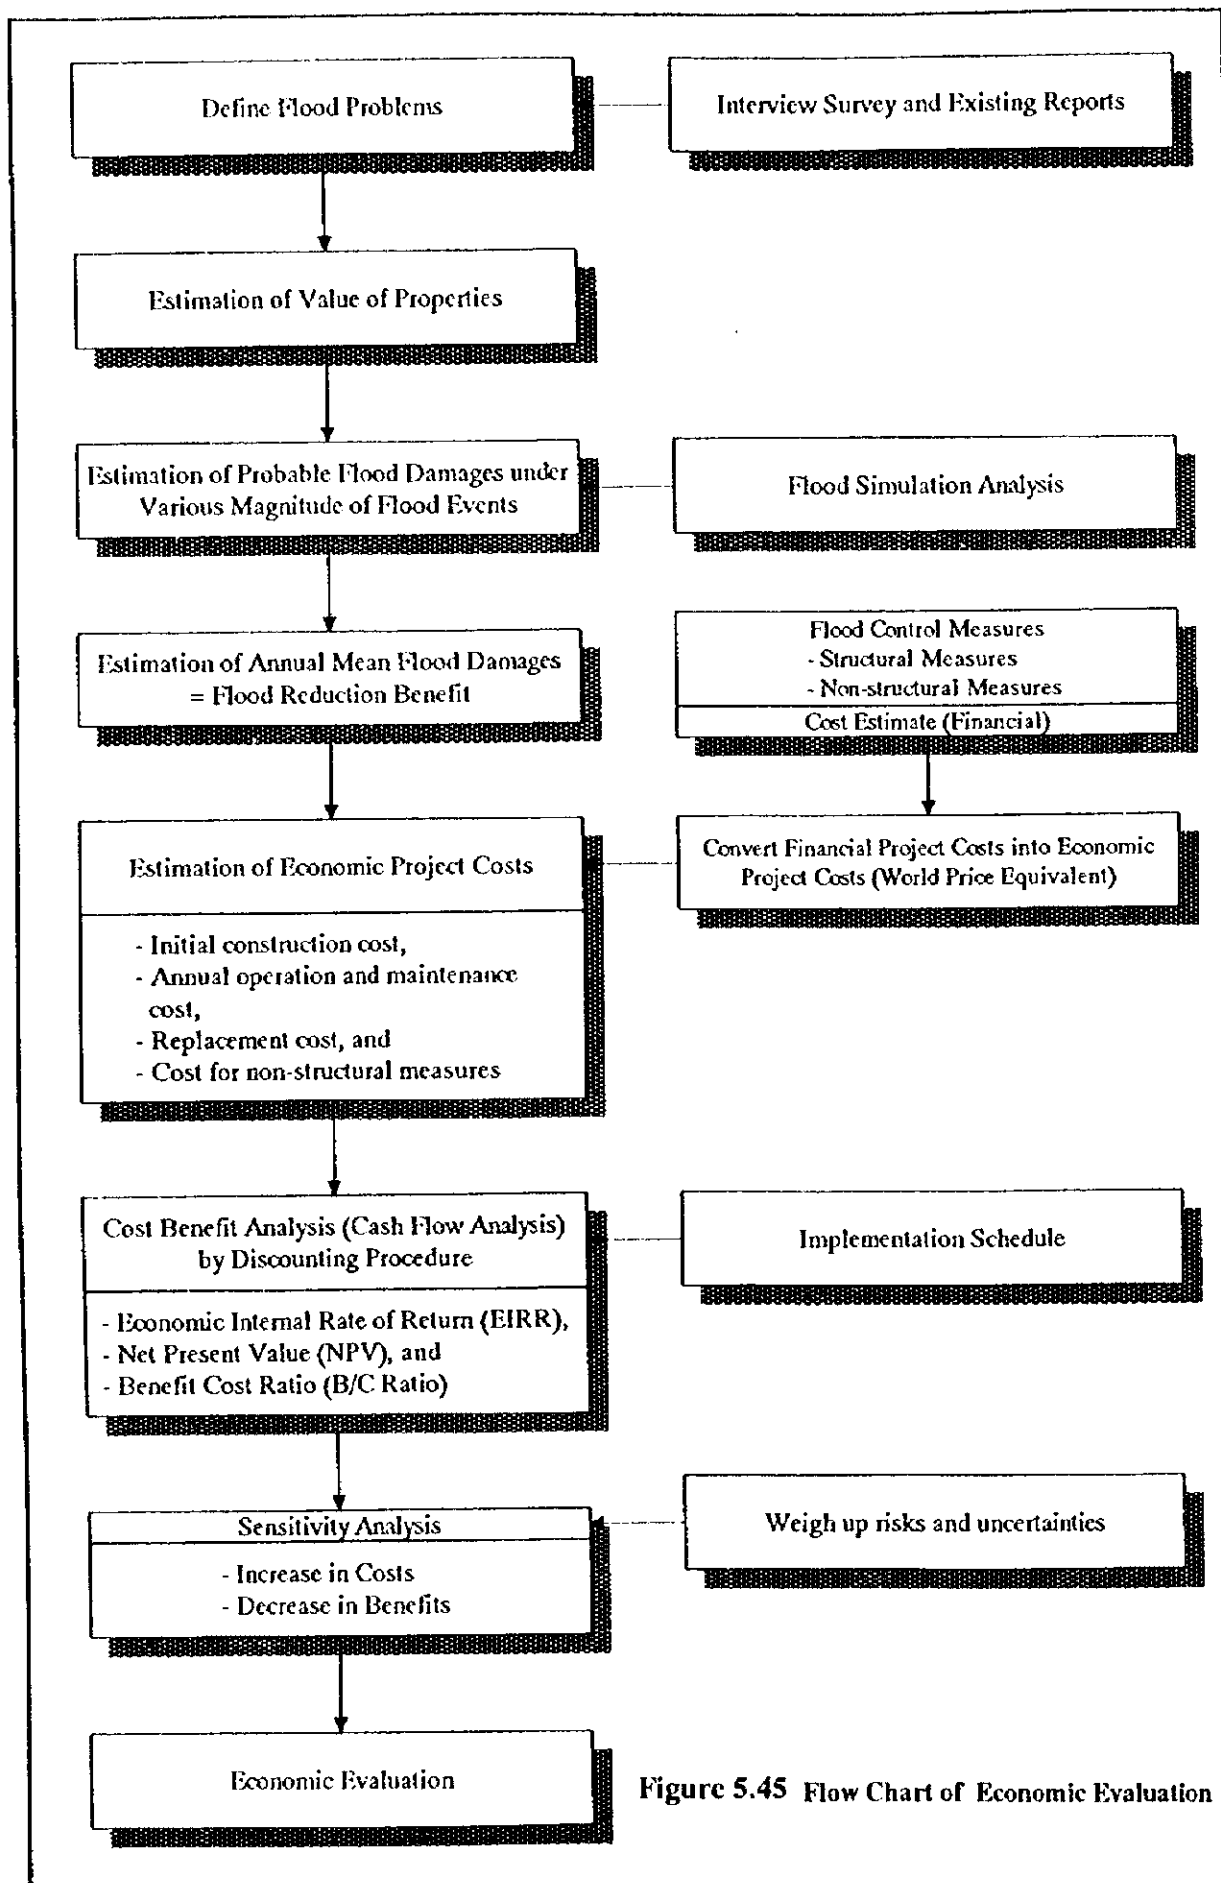 Define Flood Problems
Interview Survey and Existing Reports
Estimation of Value of Properties
Estimation of Probable Flood Damages under
Various Magnitude of Flood Events
Flood Simulation Analysis
Estimation of Annual Mean Flood Damages
= Flood Reduction Benefit
Flood Control Measures
- Structural Measures
- Non-structural Measures
Cost Estimate (Financial)
Estimation of Economic Project Costs
- Initial construction cost,
- Annual operation and maintenance
cost,
- Replacement cost, and
- Cost for non-structural measures
Convert Financial Project Costs into Economic
Project Costs (World Price Equivalent)
Cost Benefit Analysis (Cash Flow Analysis)
by Discounting Procedure
- Economic Internal Rate of Return (EIRR),
- Net Present Value (NPV), and
- Benefit Cost Ratio (B/C Ratio)
Implementation Schedule
Sensitivity Analysis
- Increase in Costs
- Decrease in Benefits
Weigh up risks and uncertainties
Economic Evaluation
Figure 5.45 Flow Chart of Economic Evaluation